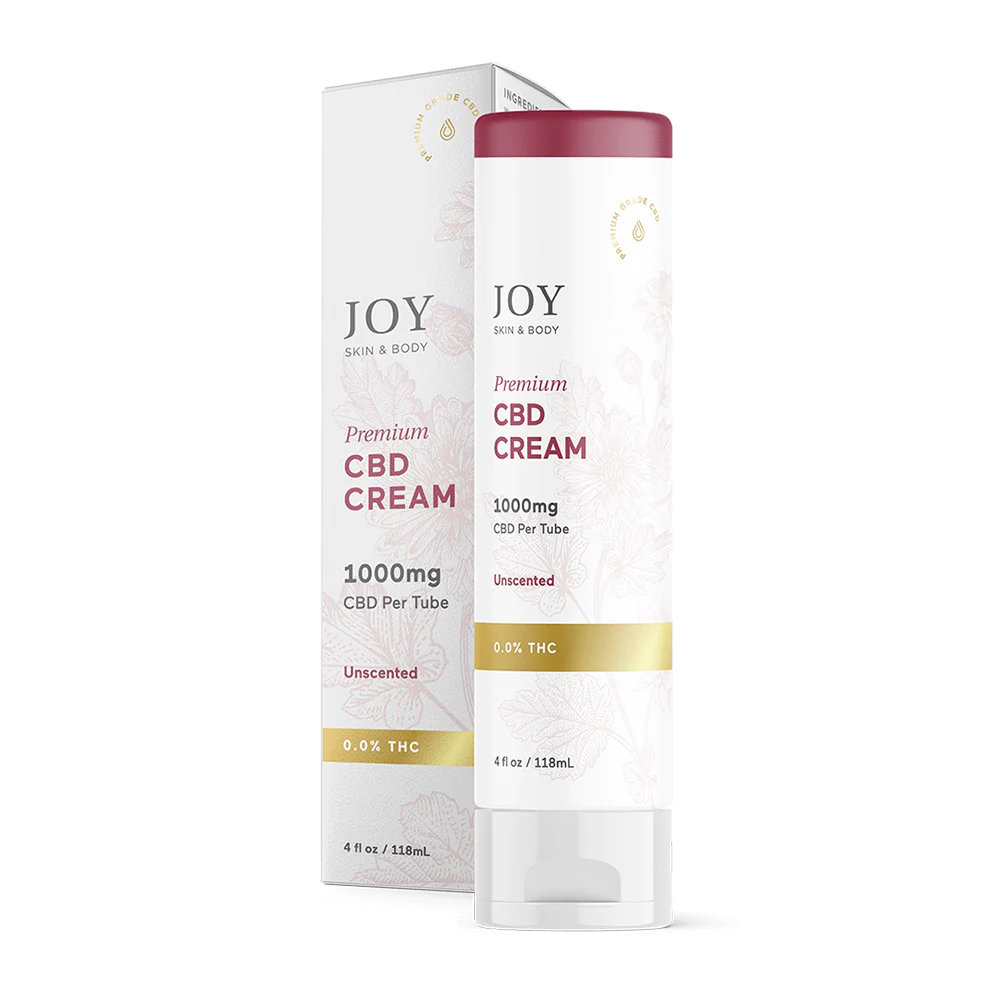 PREMIUM GRADE CBD
JOY
SKIN & BODY
Premium
CBD
CREAM
1000mg
CBD Per Tube
Unscented
0.0% THC
4 fl oz / 118mL
PREMIUM GRADE CBD
JOY
SKIN & BODY
Premium
CBD
CREAM
1000mg
CBD Per Tube
Unscented
0.0% THC
4 fl oz / 118mL